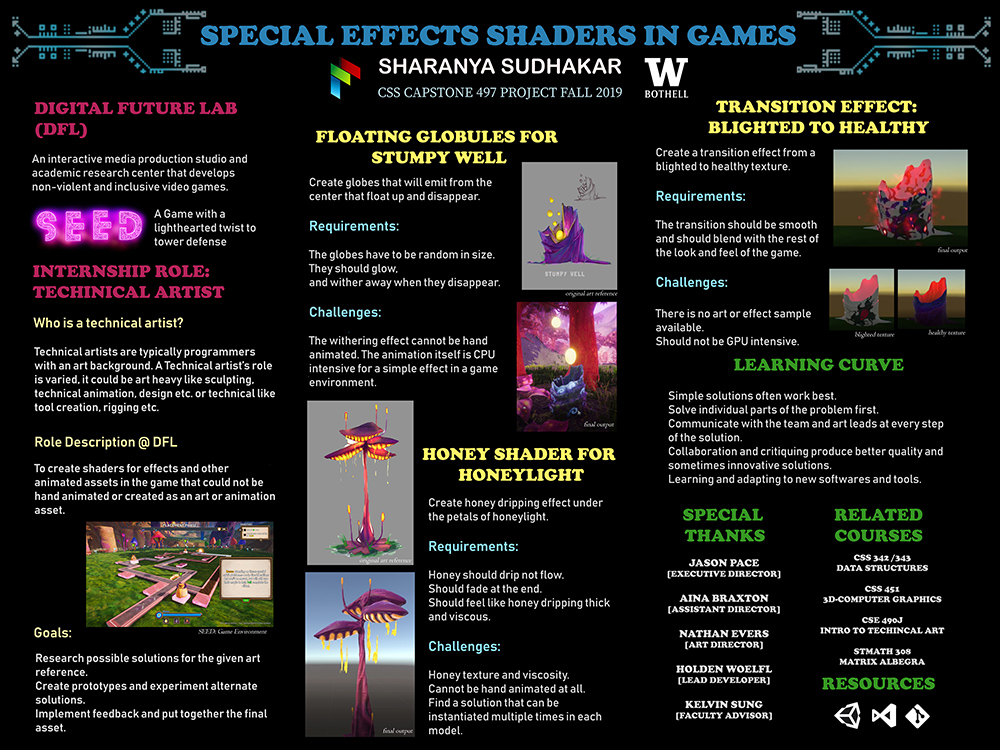 SPECIAL EFFECTS SHADERS IN GAMES
SHARANYA SUDHAKAR
CSS CAPSTONE 497 PROJECT FALL 2019
W
BOTHELL
DIGITAL FUTURE LAB
(DFL)
An interactive media production studio and
academic research center that develops
non-violent and inclusive video games.
SEED
A Game with a
lighthearted twist to
tower defense
INTERNSHIP ROLE:
TECHINICAL ARTIST
Who is a technical artist?
Technical artists are typically programmers
with an art background. A Technical artist's role
is varied, it could be art heavy like sculpting,
technical animation, design etc. or technical like
tool creation, rigging etc.
Role Description @ DFL
To create shaders for effects and other
animated assets in the game that could not be
hand animated or created as an art or animation
asset.
SEED: Game Environment
Goals:
Research possible solutions for the given art
reference.
Create prototypes and experiment alternate
solutions.
Implement feedback and put together the final
asset.
FLOATING GLOBULES FOR
STUMPY WELL
Create globes that will emit from the
center that float up and disappear.
Requirements:
The globes have to be random in size.
They should glow,
and wither away when they disappear.
STUMPY WELL
original art reference
Challenges:
The withering effect cannot be hand
animated. The animation itself is CPU
intensive for a simple effect in a game
environment.
final output
original art reference
final output
HONEY SHADER FOR
HONEYLIGHT
Create honey dripping effect under
the petals of honeylight.
Requirements:
Honey should drip not flow.
Should fade at the end.
Should feel like honey dripping thick
and viscous.
Challenges:
Honey texture and viscosity.
Cannot be hand animated at all.
Find a solution that can be
instantiated multiple times in each
model.
TRANSITION EFFECT:
BLIGHTED TO HEALTHY
Create a transition effect from a
blighted to healthy texture.
Requirements:
The transition should be smooth
and should blend with the rest of
the look and feel of the game.
final output
Challenges:
There is no art or effect sample
available.
Should not be GPU intensive.
blighted texture
healthy texture
LEARNING CURVE
Simple solutions often work best.
Solve individual parts of the problem first.
Communicate with the team and art leads at every step
of the solution.
Collaboration and critiquing produce better quality and
sometimes innovative solutions.
Learning and adapting to new softwares and tools.
SPECIAL
THANKS
JASON PACE
[EXECUTIVE DIRECTOR]
AINA BRAXTON
[ASSISTANT DIRECTOR]
NATHAN EVERS
[ART DIRECTOR]
HOLDEN WOELFL
[LEAD DEVELOPER]
KELVIN SUNG
[FACULTY ADVISOR]
RELATED
COURSES
CSS 342 /343
DATA STRUCTURES
CSS 451
3D-COMPUTER GRAPHICS
CSE 490J
INTRO TO TECHINCAL ART
STMATH 308
MATRIX ALBEGRA
RESOURCES